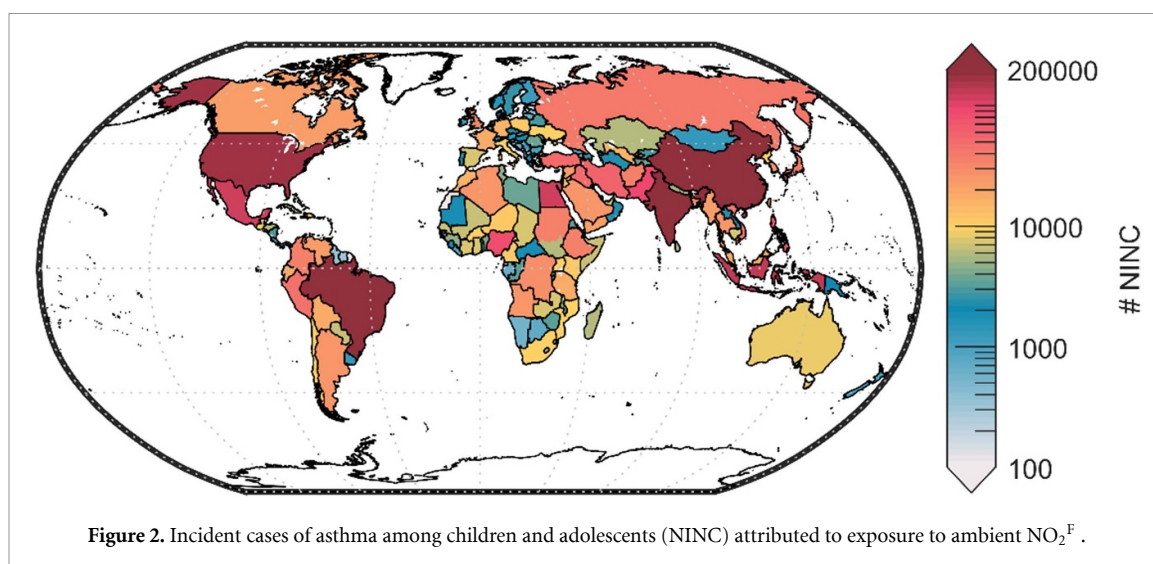 200000
10000
1000
100
# NINC
Figure 2. Incident cases of asthma among children and adolescents (NINC) attributed to exposure to ambient NO₂ᶠ .